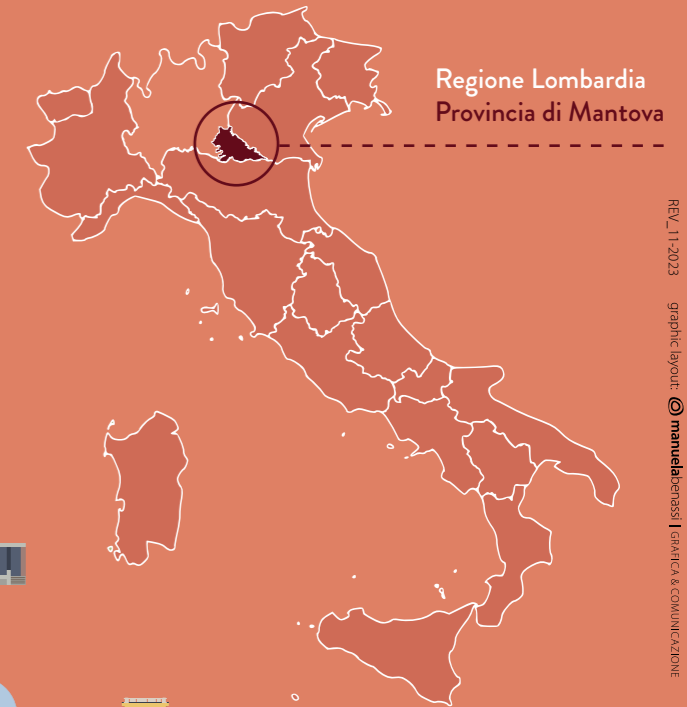 Regione Lombardia
Provincia di Mantova
REV_11-2023 graphic layout: manuelabenassi | GRAFICA & COMUNICAZIONE